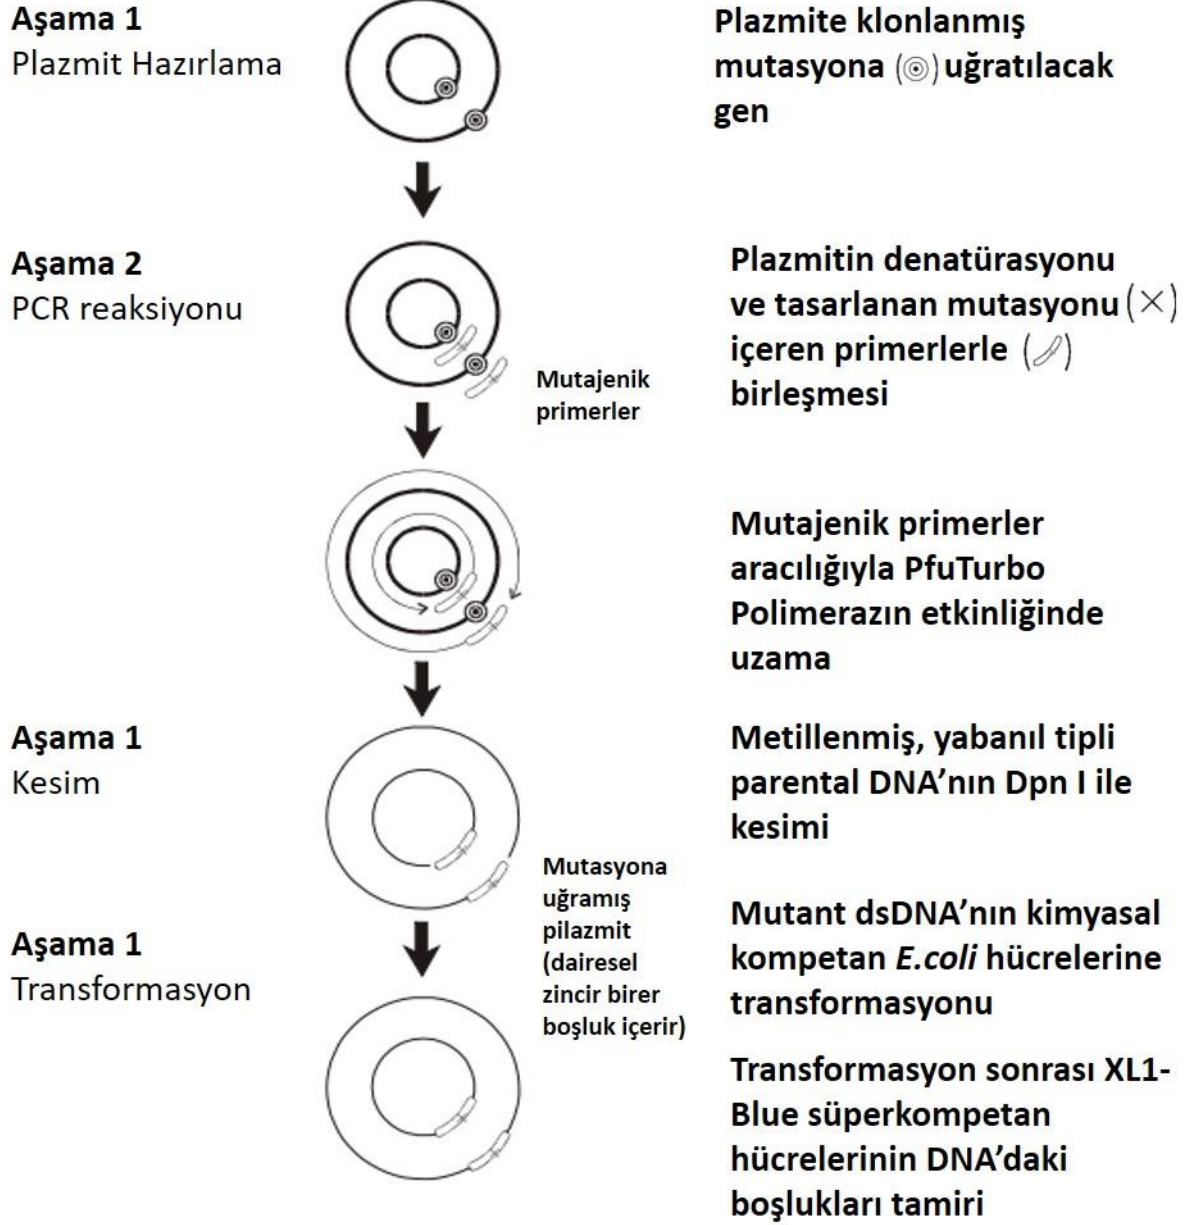 Aşama 1
Plazmit Hazırlama
Plazmite klonlanmış
mutasyona (◎) uğratılacak
gen
Aşama 2
PCR reaksiyonu
Plazmitin denatürasyonu
ve tasarlanan mutasyonu (×)
içeren primerlerle ( )
birleşmesi
Mutajenik
primerler
Mutajenik primerler
aracılığıyla PfuTurbo
Polimerazın etkinliğinde
uzama
Aşama 1
Kesim
Metillenmiş, yabanıl tipli
parental DNA’nın Dpn I ile
kesimi
Mutasyona
uğramış
pilazmit
(dairesel
zincir birer
boşluk içerir)
Aşama 1
Transformasyon
Mutant dsDNA’nın kimyasal
kompetan E.coli hücrelerine
transformasyonu
Transformasyon sonrası XL1-
Blue süperkompetan
hücrelerinin DNA’daki
boşlukları tamiri